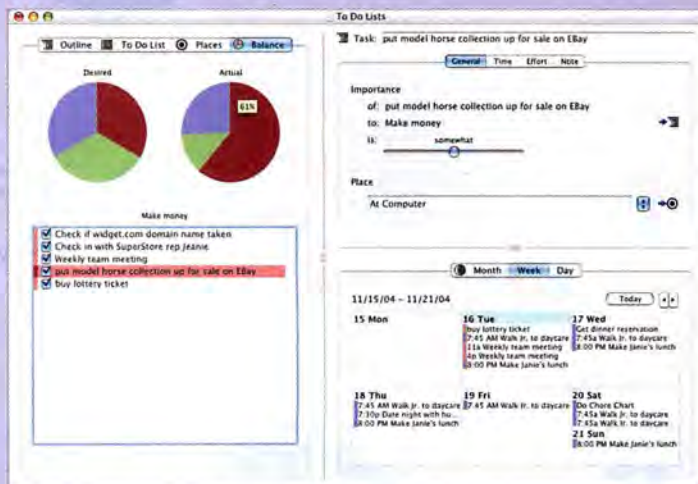 To Do Lists
Outline To Do List Places Balance
Desired Actual
61%
Make money
Check if widget.com domain name taken
Check in with SuperStore rep Jeanie
Weekly team meeting
put model horse collection up for sale on EBay
buy lottery ticket
Task: put model horse collection up for sale on EBay
General Time Effort Note
Importance
of: put model horse collection up for sale on EBay
to: Make money
is: somewhat
Place
At Computer
Month Week Day
11/15/04 - 11/21/04 Today
15 Mon
16 Tue
buy lottery ticket
7:45 AM Walk Jr. to daycare
11a Weekly team meeting
4p Weekly team meeting
8:00 PM Make Janie's lunch
17 Wed
Get dinner reservation
7:45a Walk Jr. to daycare
8:00 PM Make Janie's lunch
18 Thu
7:45 AM Walk Jr. to daycare
7:30p Date night with hu...
8:00 PM Make Janie's lunch
19 Fri
7:45 AM Walk Jr. to daycare
20 Sat
Do Chore Chart
7:45a Walk Jr. to daycare
7:45a Walk Jr. to daycare
21 Sun
8:00 PM Make Janie's lunch